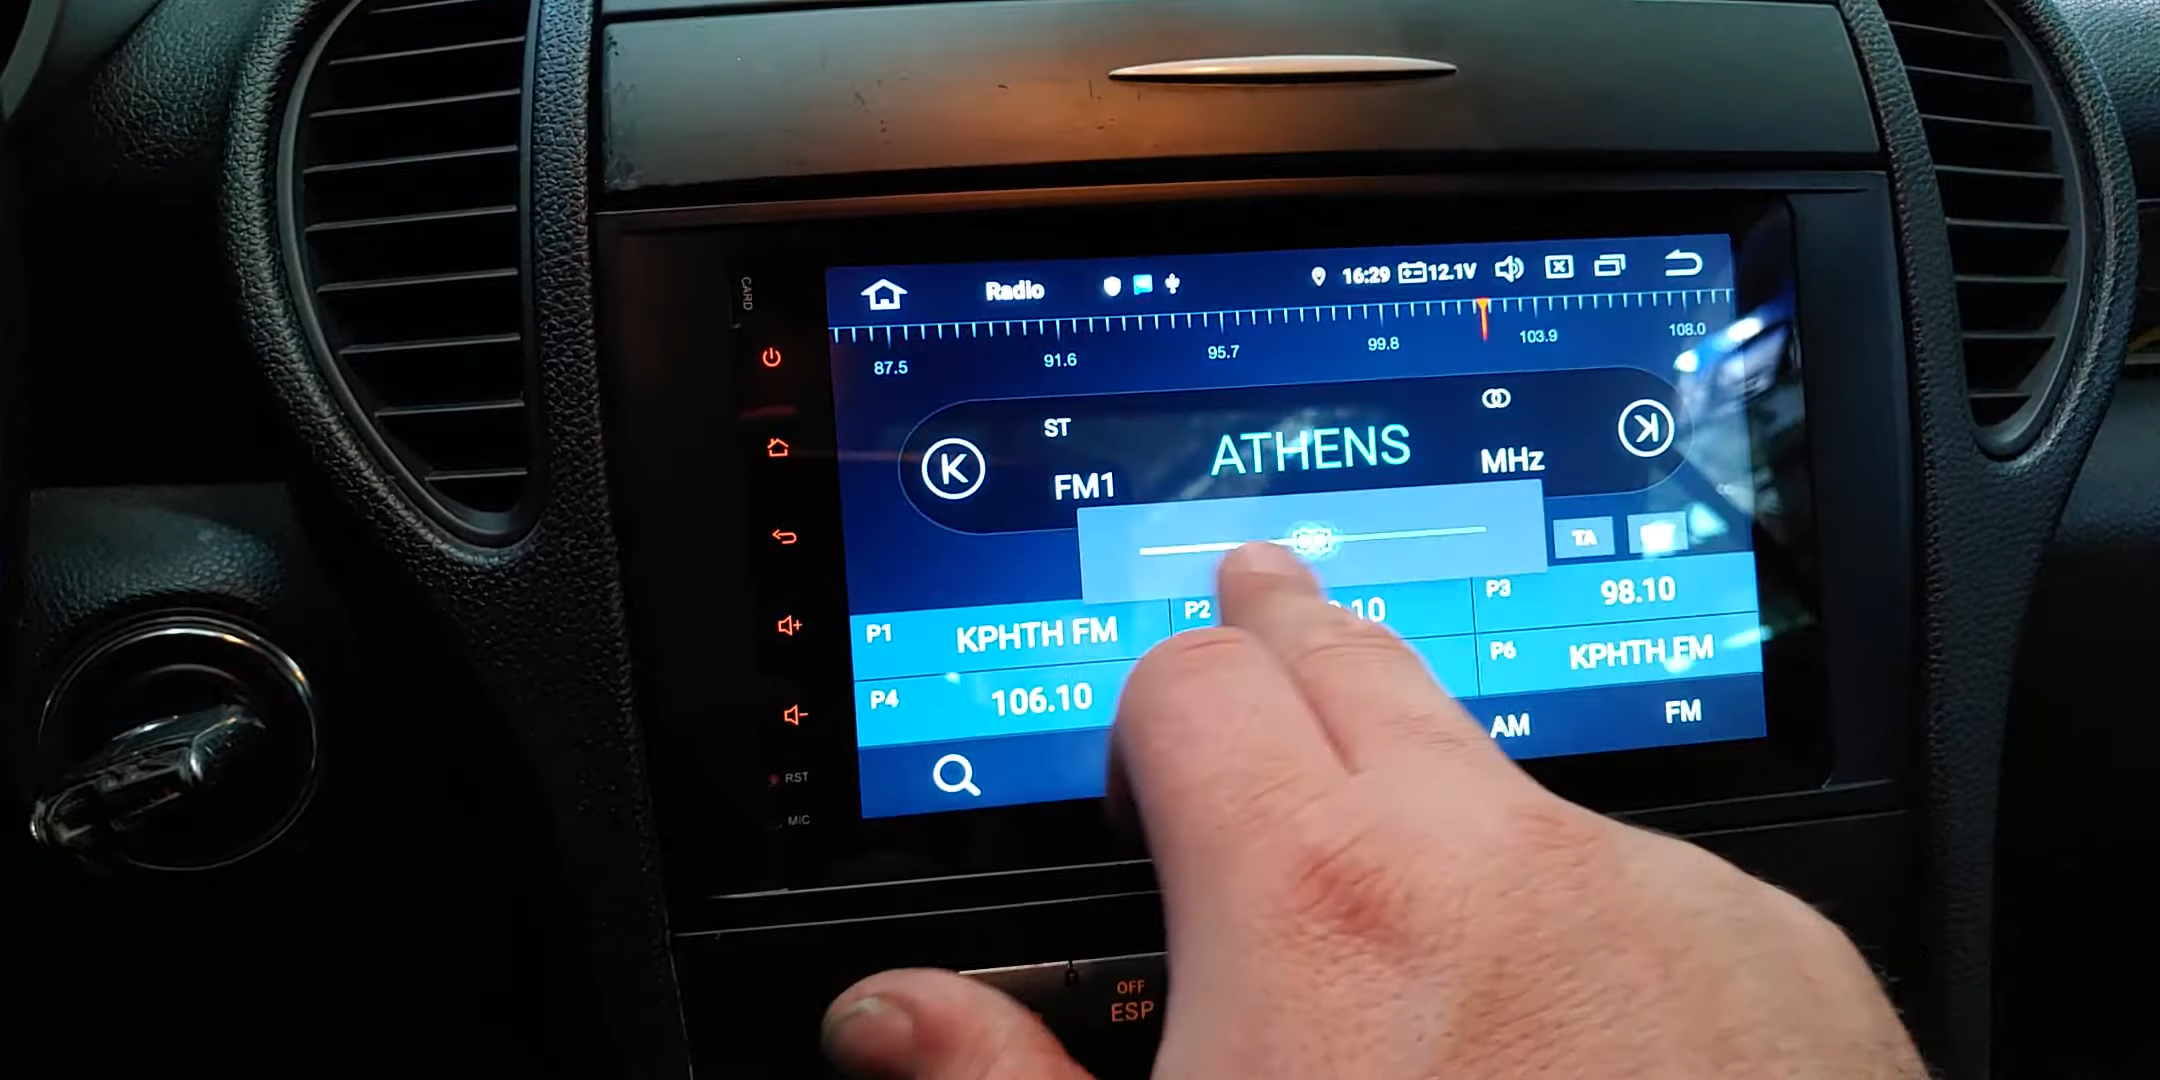 CARD
Radio 16:29 12.1V
87.5 91.6 95.7 99.8 103.9 108.0
ST
ATHENS
FM1 MHz
TA
P1 KPHTH FM P2 .10 P3 98.10
P4 106.10 P6 KPHTH FM
AM FM
RST
MIC
OFF
ESP